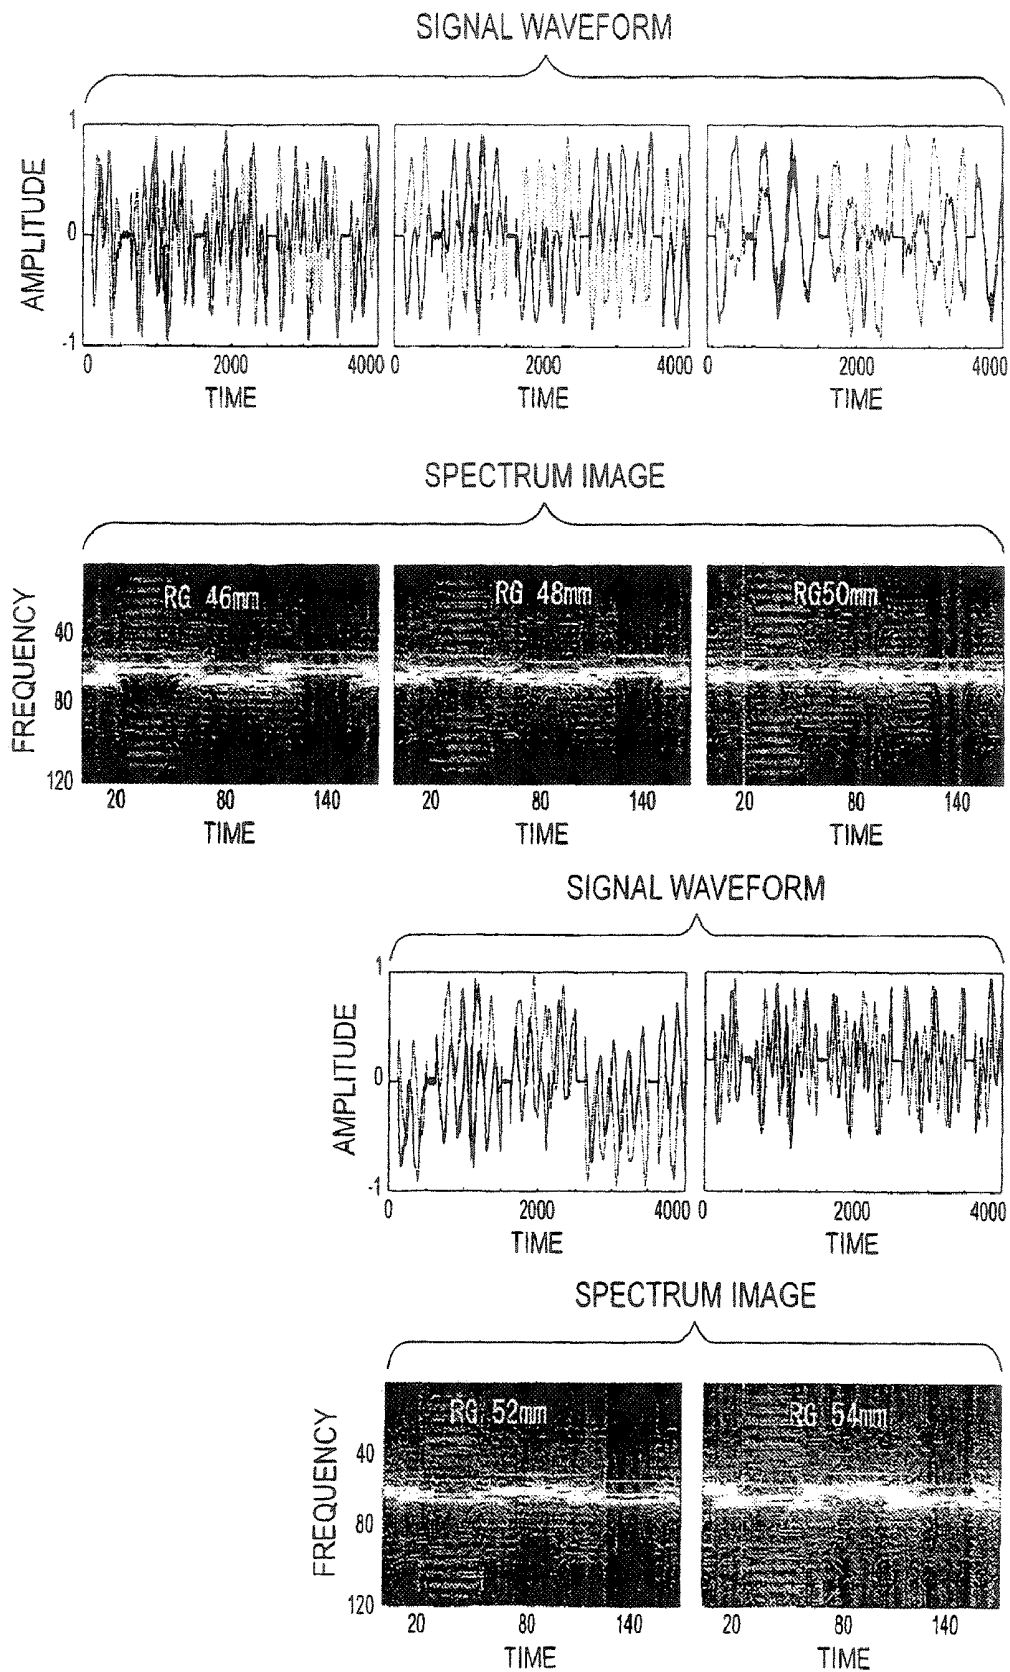 SIGNAL WAVEFORM
AMPLITUDE
1
0
-1
0 2000 4000 0 2000 4000 0 2000 4000
TIME TIME TIME
SPECTRUM IMAGE
FREQUENCY
RG 46mm RG 48mm RG50mm
40
80
120
20 80 140 20 80 140 20 80 140
TIME TIME TIME
SIGNAL WAVEFORM
AMPLITUDE
1
0
-1
0 2000 4000 0 2000 4000
TIME TIME
SPECTRUM IMAGE
FREQUENCY
RG 52mm RG 54mm
40
80
120
20 80 140 20 80 140
TIME TIME